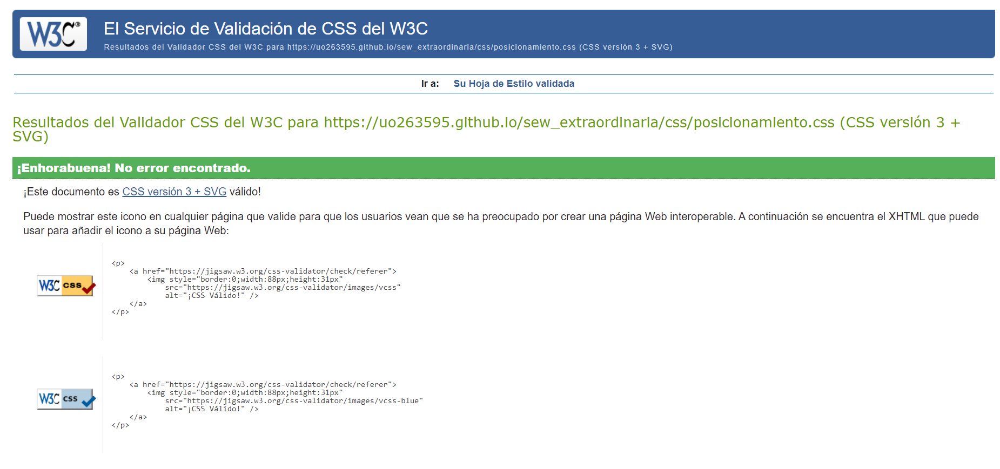 W3C®
El Servicio de Validación de CSS del W3C
Resultados del Validador CSS del W3C para https://uo263595.github.io/sew_extraordinaria/css/posicionamiento.css (CSS versión 3 + SVG)
Ir a: Su Hoja de Estilo validada
Resultados del Validador CSS del W3C para https://uo263595.github.io/sew_extraordinaria/css/posicionamiento.css (CSS versión 3 +
SVG)
¡Enhorabuena! No error encontrado.
¡Este documento es CSS versión 3 + SVG válido!
Puede mostrar este icono en cualquier página que valide para que los usuarios vean que se ha preocupado por crear una página Web interoperable. A continuación se encuentra el XHTML que puede
usar para añadir el icono a su página Web:
W3C css
<p>
    <a href="https://jigsaw.w3.org/css-validator/check/referer">
        <img style="border:0;width:88px;height:31px"
            src="https://jigsaw.w3.org/css-validator/images/vcss"
            alt="¡CSS Válido!" />
    </a>
</p>
W3C css
<p>
    <a href="https://jigsaw.w3.org/css-validator/check/referer">
        <img style="border:0;width:88px;height:31px"
            src="https://jigsaw.w3.org/css-validator/images/vcss-blue"
            alt="¡CSS Válido!" />
    </a>
</p>